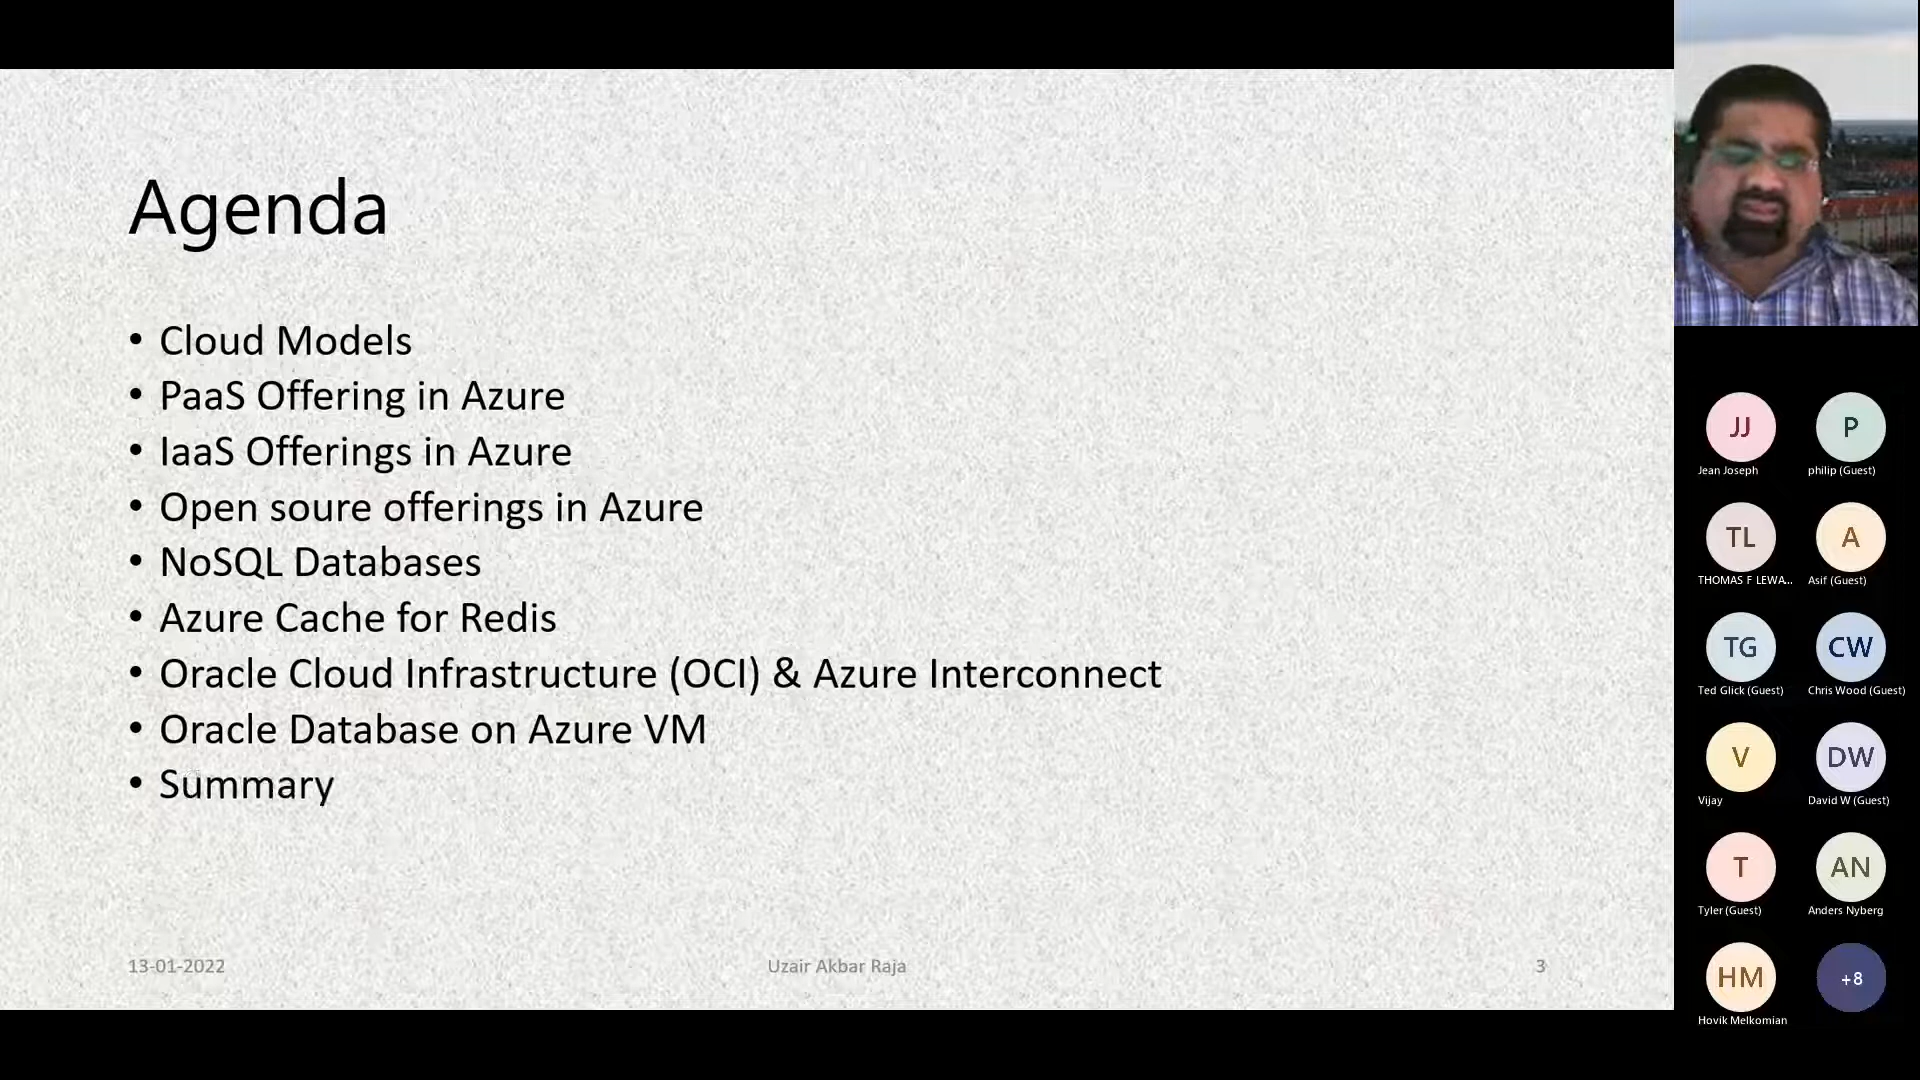 Agenda
• Cloud Models
• PaaS Offering in Azure
• IaaS Offerings in Azure
• Open soure offerings in Azure
• NoSQL Databases
• Azure Cache for Redis
• Oracle Cloud Infrastructure (OCI) & Azure Interconnect
• Oracle Database on Azure VM
• Summary
13-01-2022
Uzair Akbar Raja
3
JJ
Jean Joseph
P
philip (Guest)
TL
THOMAS F LEWA...
A
Asif (Guest)
TG
Ted Glick (Guest)
CW
Chris Wood (Guest)
V
Vijay
DW
David W (Guest)
T
Tyler (Guest)
AN
Anders Nyberg
HM
Hovik Melkomian
+8